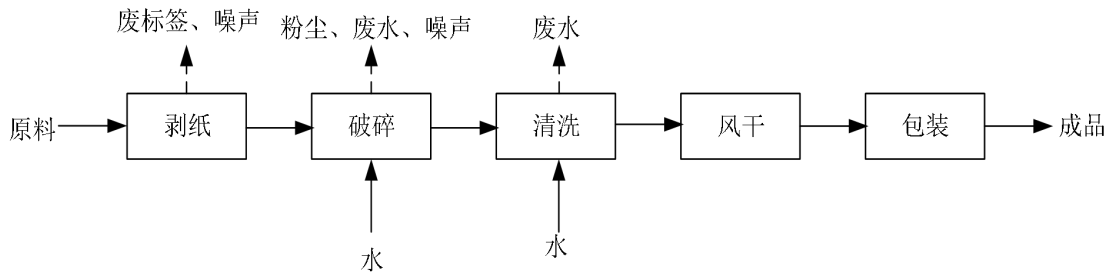 废标签、噪声
粉尘、废水、噪声
废水
原料
剥纸
破碎
清洗
风干
包装
成品
水
水